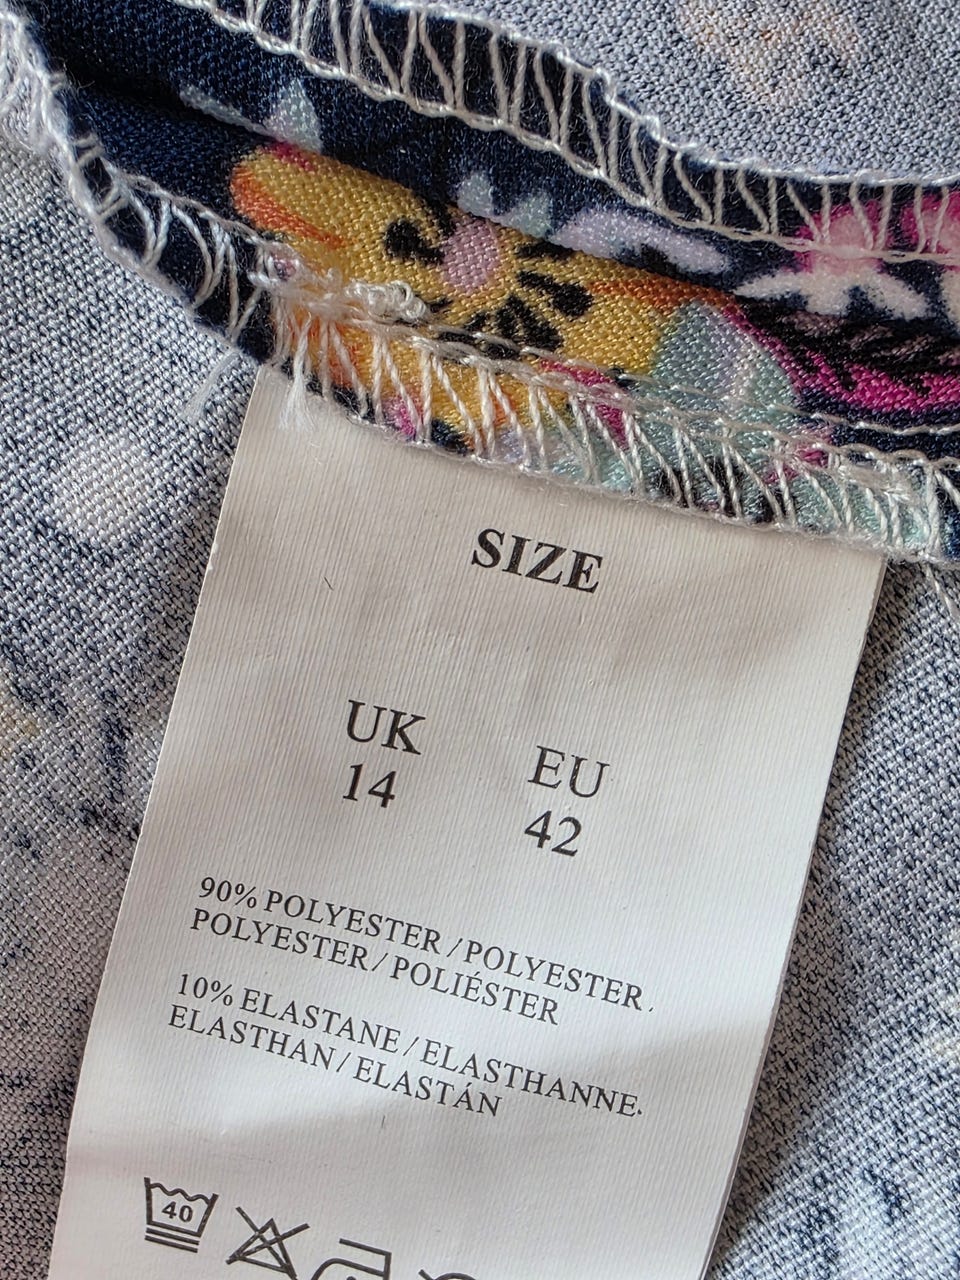 SIZE
UK EU
14 42
90% POLYESTER / POLYESTER
POLYESTER / POLIÉSTER
10% ELASTANE / ELASTHANNE
ELASTHAN / ELASTÁN
40